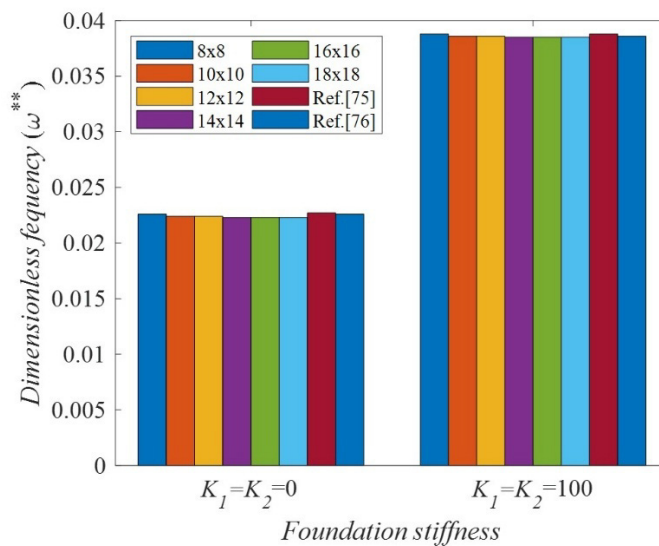 0.04
0.035
0.03
0.025
0.02
0.015
0.01
0.005
0
Dimensionless fequency (ω**)
8x8
10x10
12x12
14x14
16x16
18x18
Ref.[75]
Ref.[76]
K₁=K₂=0
K₁=K₂=100
Foundation stiffness